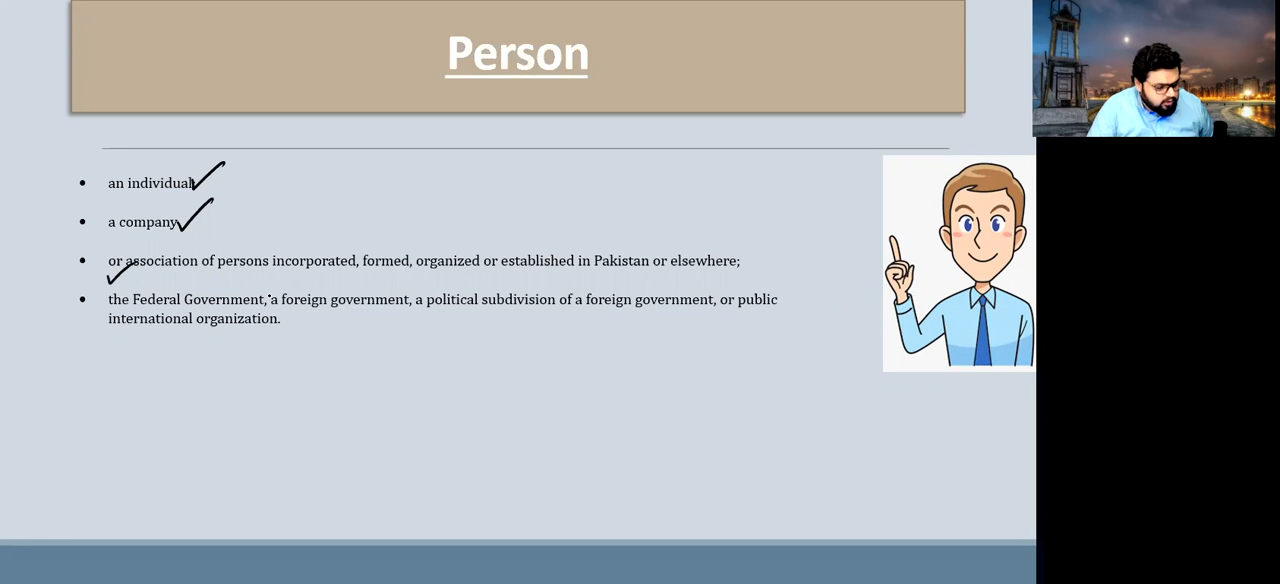 Person
• an individual
• a company
• or association of persons incorporated, formed, organized or established in Pakistan or elsewhere;
• the Federal Government, a foreign government, a political subdivision of a foreign government, or public
international organization.